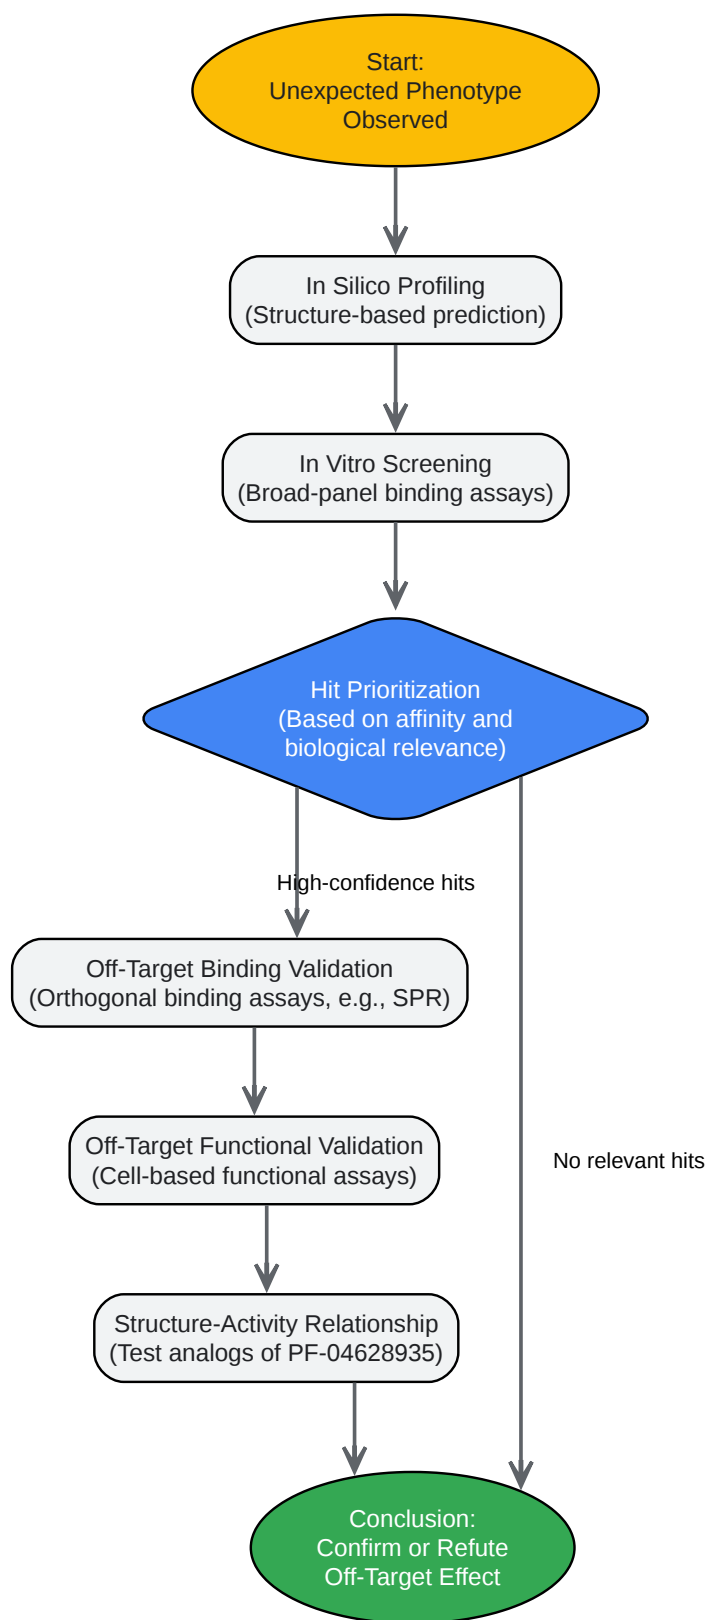 Start:
Unexpected Phenotype
Observed
In Silico Profiling
(Structure-based prediction)
In Vitro Screening
(Broad-panel binding assays)
Hit Prioritization
(Based on affinity and
biological relevance)
High-confidence hits
Off-Target Binding Validation
(Orthogonal binding assays, e.g., SPR)
Off-Target Functional Validation
(Cell-based functional assays)
No relevant hits
Structure-Activity Relationship
(Test analogs of PF-04628935)
Conclusion:
Confirm or Refute
Off-Target Effect